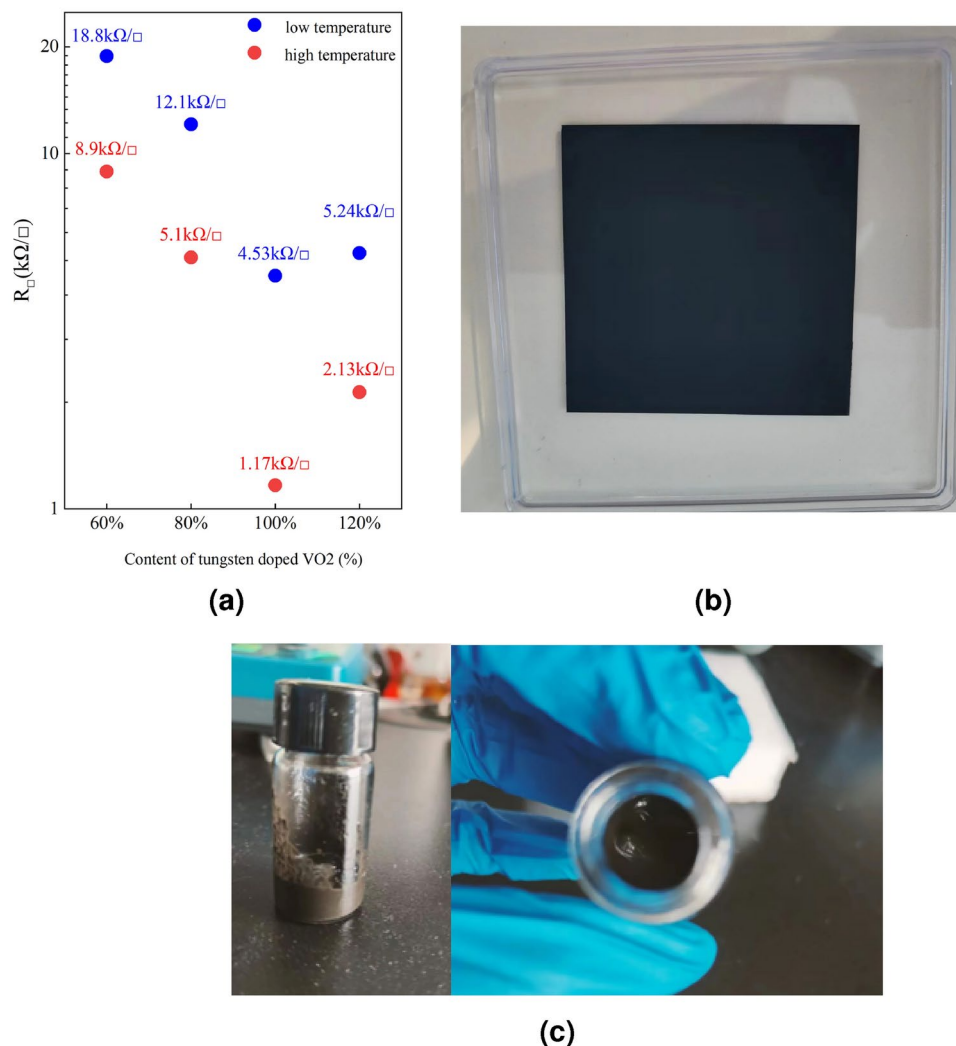 low temperature
high temperature
18.8kΩ/□
12.1kΩ/□
8.9kΩ/□
5.1kΩ/□
5.24kΩ/□
4.53kΩ/□
2.13kΩ/□
1.17kΩ/□
20
10
1
R□(kΩ/□)
60% 80% 100% 120%
Content of tungsten doped VO2 (%)
(a)
(b)
(c)